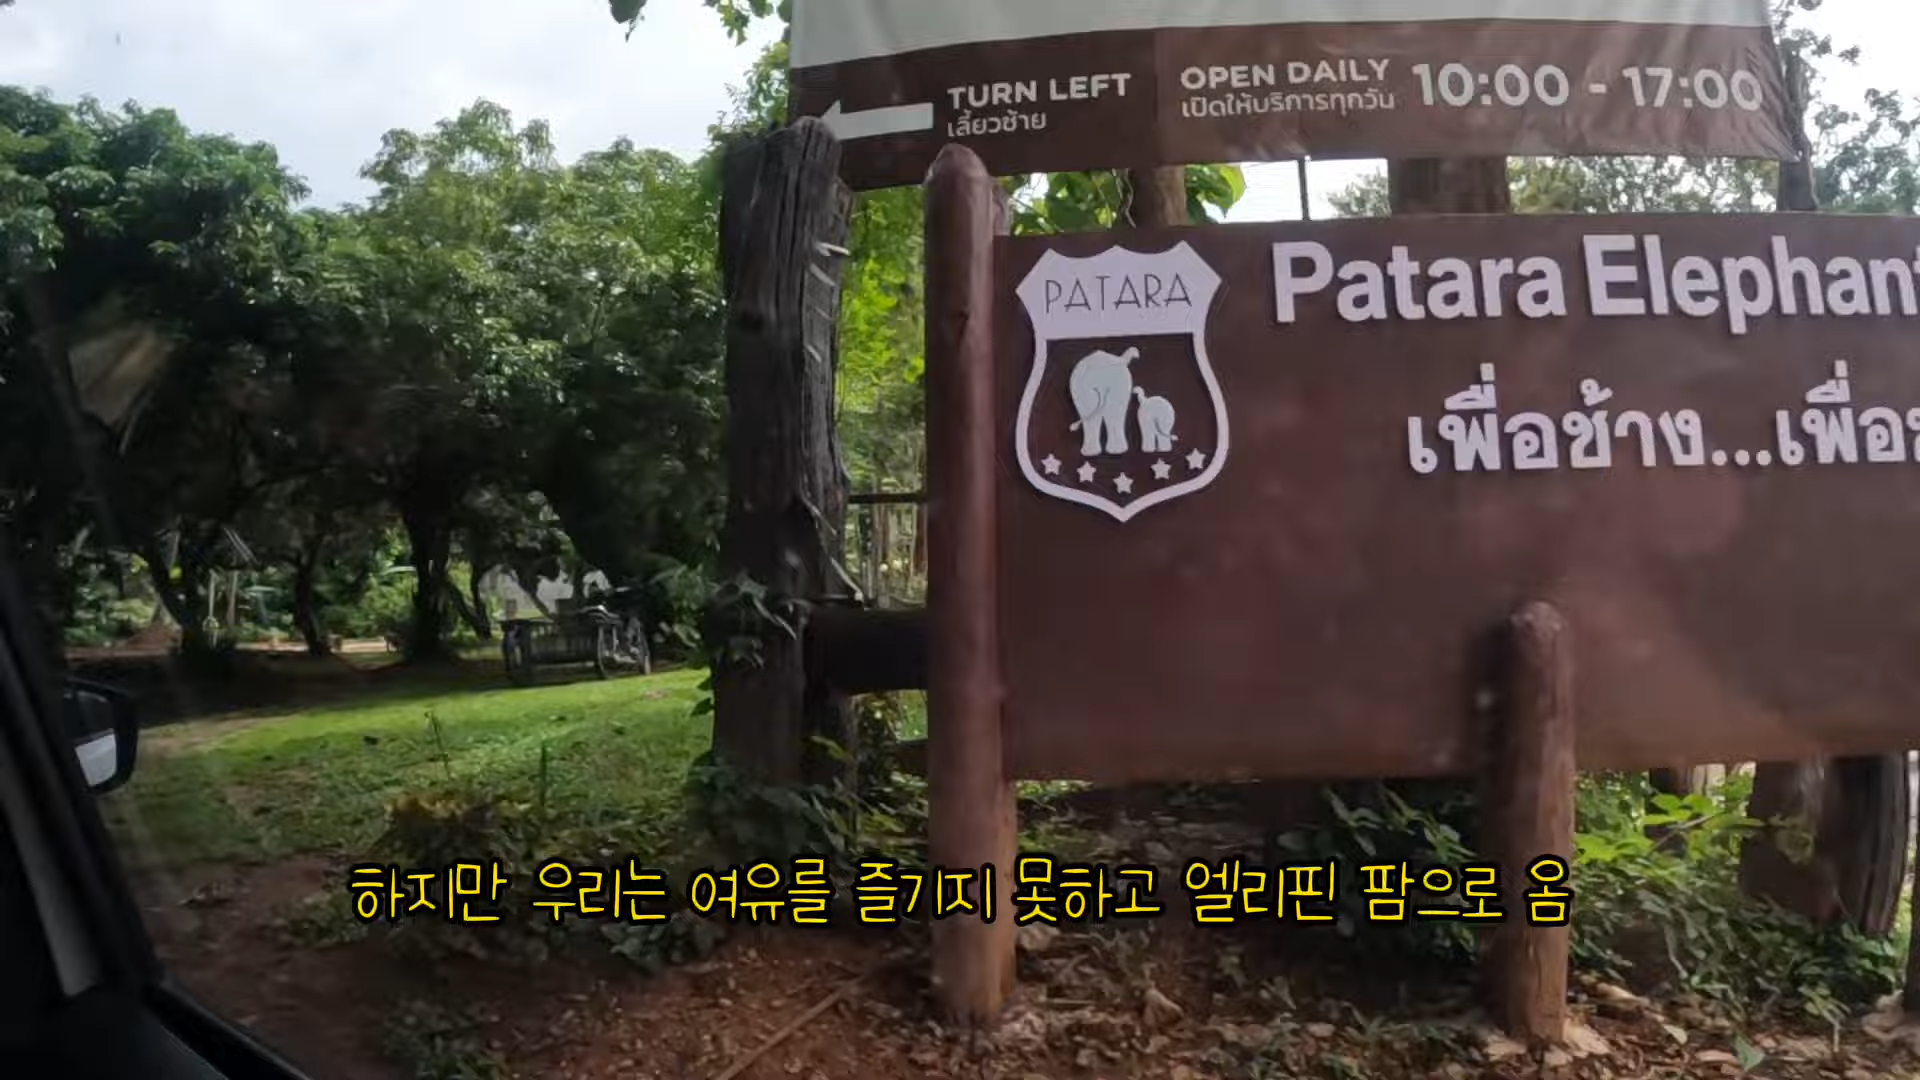 TURN LEFT
เลี้ยวซ้าย
OPEN DAILY
เปิดให้บริการทุกวัน
10:00 - 17:00
PATARA
Patara Elephant
เพื่อช้าง...เพื่อ
하지만 우리는 여유를 즐기지 못하고 엘리핀 팜으로 옴